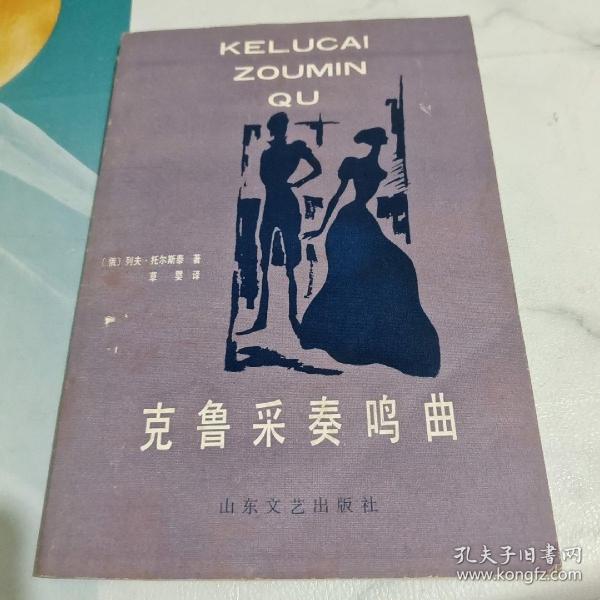 KELUCAI
ZOUMIN
QU
〔俄〕列夫·托尔斯泰 著
草婴 译
克鲁采奏鸣曲
山东文艺出版社
孔夫子旧书网
www.kongfz.com